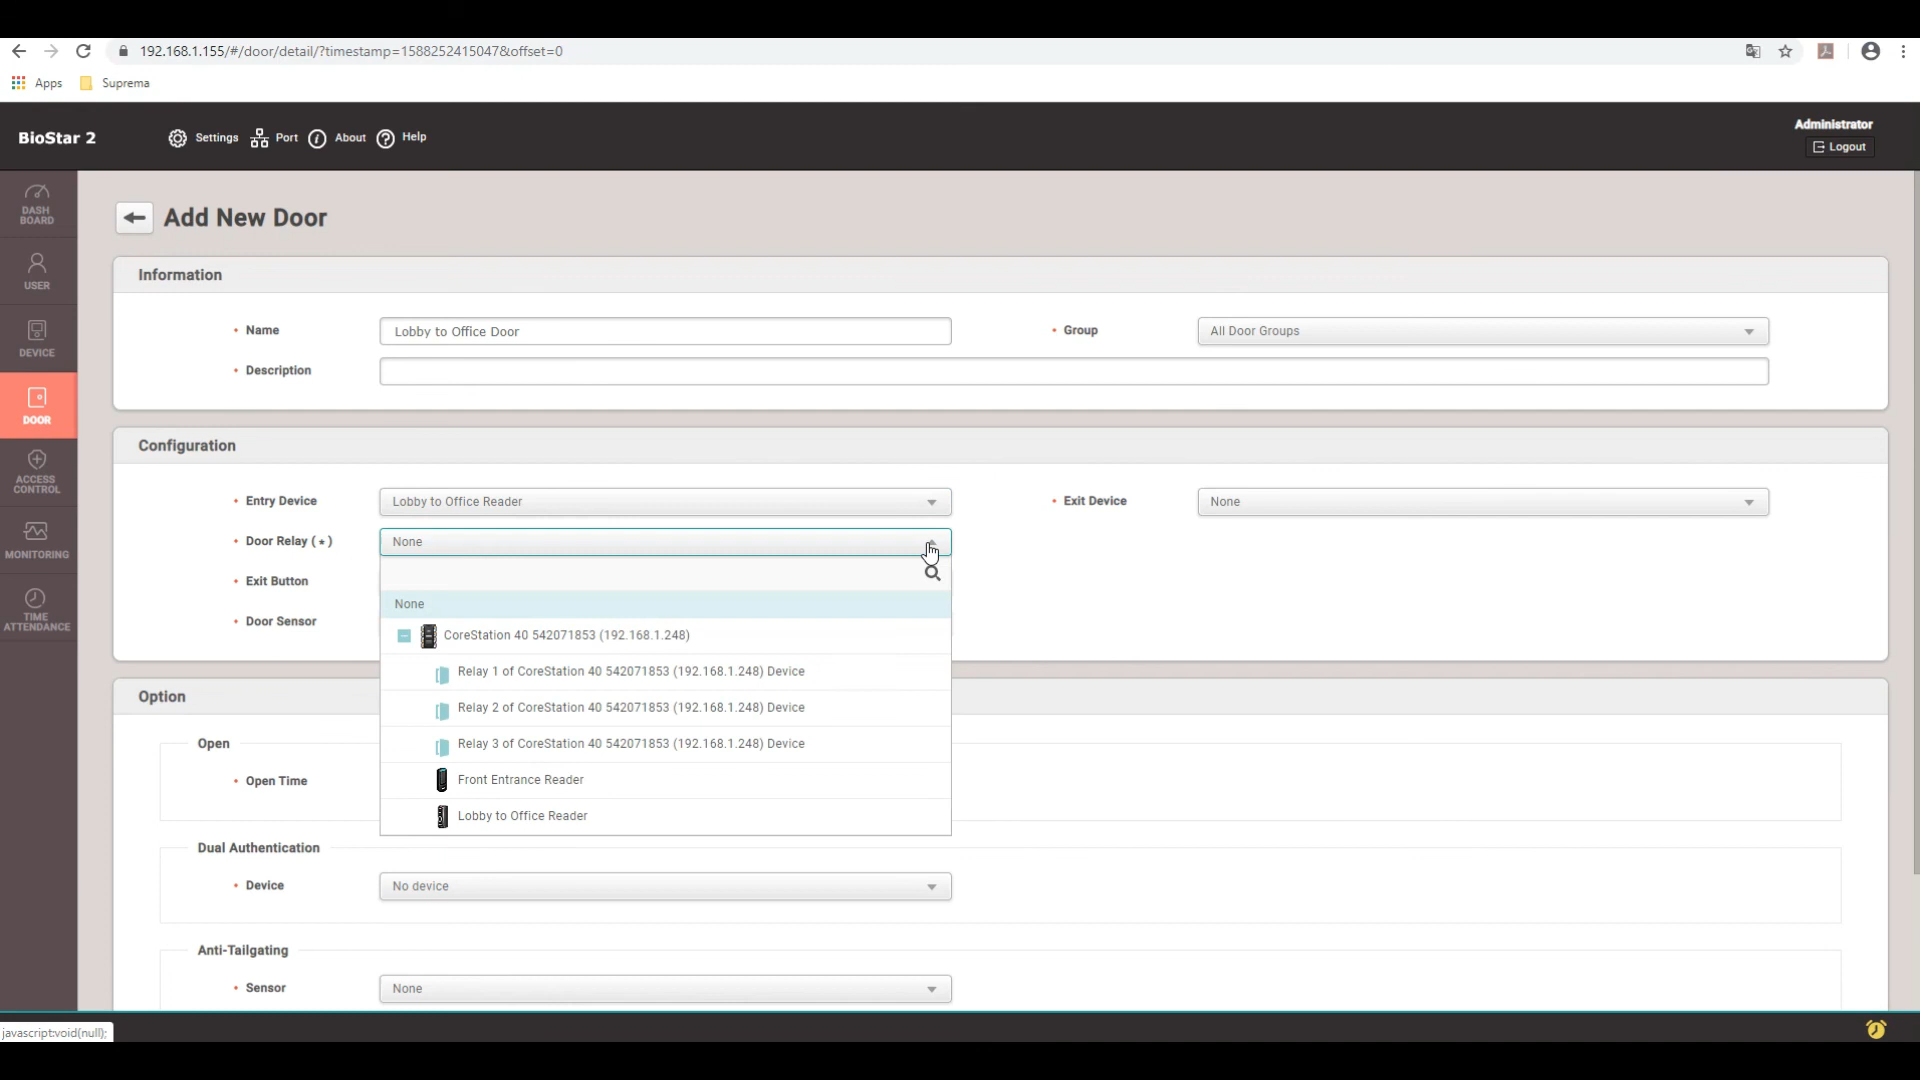 192.168.1.155/#/door/detail/?timestamp=1588252415047&offset=0
Apps Suprema
BioStar 2 Settings Port About Help
Administrator
Logout
DASH
BOARD
USER
DEVICE
DOOR
ACCESS
CONTROL
MONITORING
TIME
ATTENDANCE
Add New Door
Information
• Name Lobby to Office Door • Group All Door Groups
• Description
Configuration
• Entry Device Lobby to Office Reader • Exit Device None
• Door Relay (*) None
• Exit Button
• Door Sensor
None
CoreStation 40 542071853 (192.168.1.248)
Relay 1 of CoreStation 40 542071853 (192.168.1.248) Device
Relay 2 of CoreStation 40 542071853 (192.168.1.248) Device
Relay 3 of CoreStation 40 542071853 (192.168.1.248) Device
Front Entrance Reader
Lobby to Office Reader
Option
Open
• Open Time
Dual Authentication
• Device No device
Anti-Tailgating
• Sensor None
javascript:void(null);